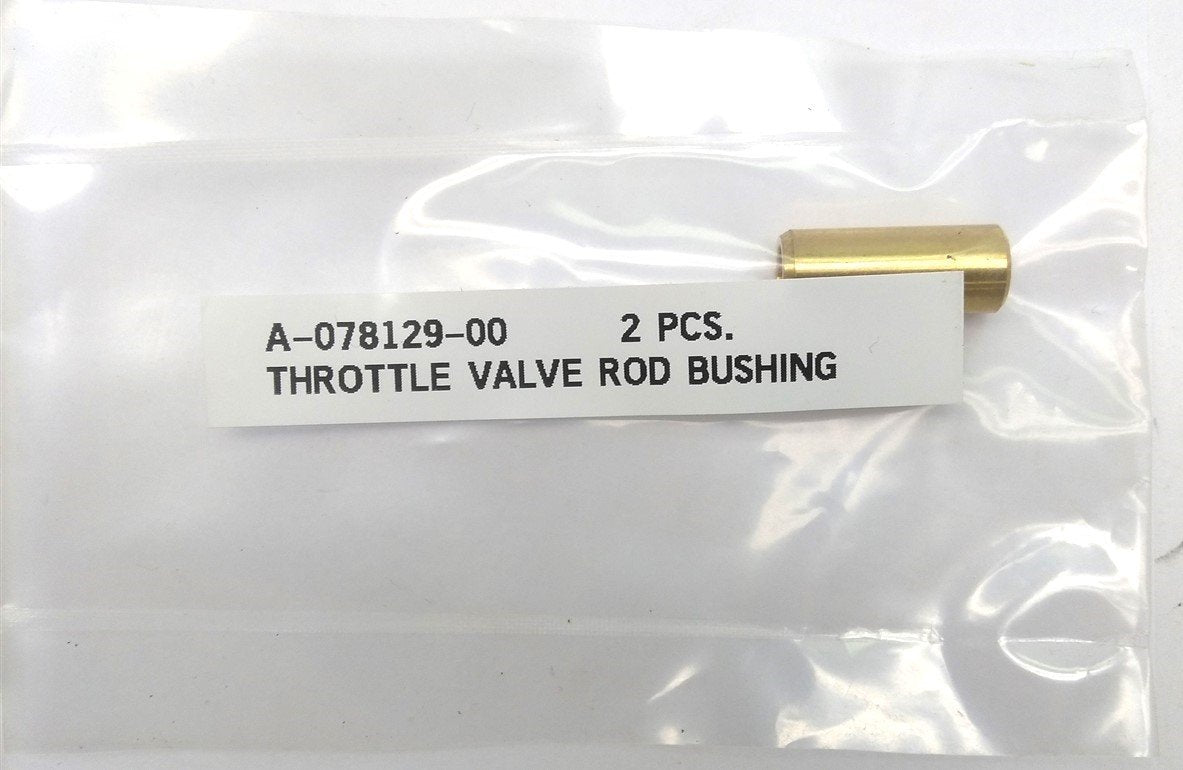 A-078129-00 2 PCS.
THROTTLE VALVE ROD BUSHING